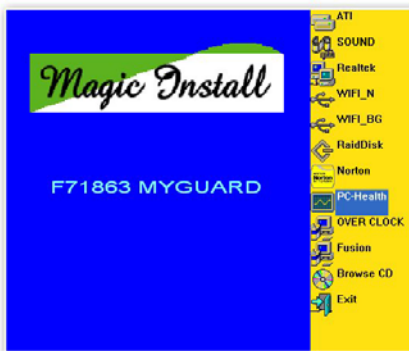 Magic Install
F71863 MYGUARD
ATI
SOUND
Realtek
WIFI_N
WIFI_BG
RaidDisk
Norton
PC-Health
OVER CLOCK
Fusion
Browse CD
Exit